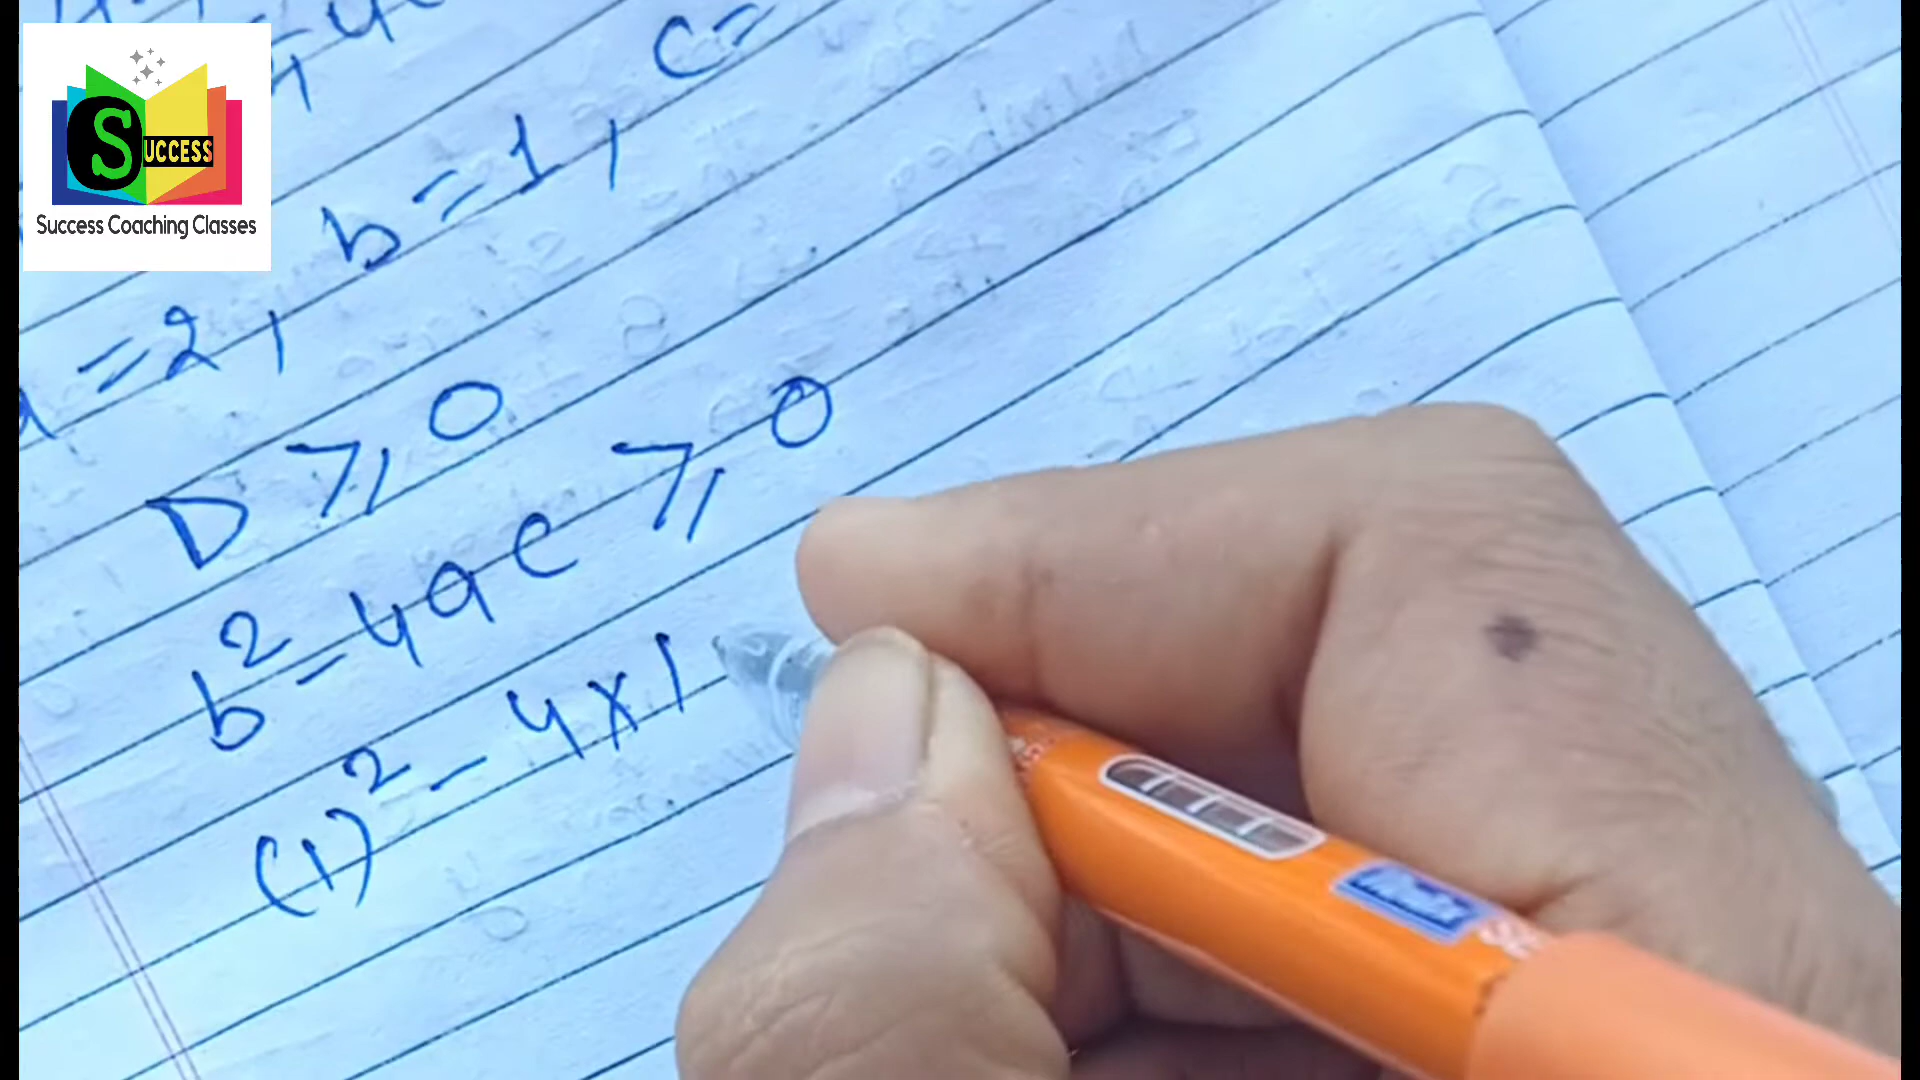 SUCCESS
Success Coaching Classes
a = 2, b = 1, c =
D ⩾ 0
b² - 4ac ⩾ 0
(1)² - 4 x 1